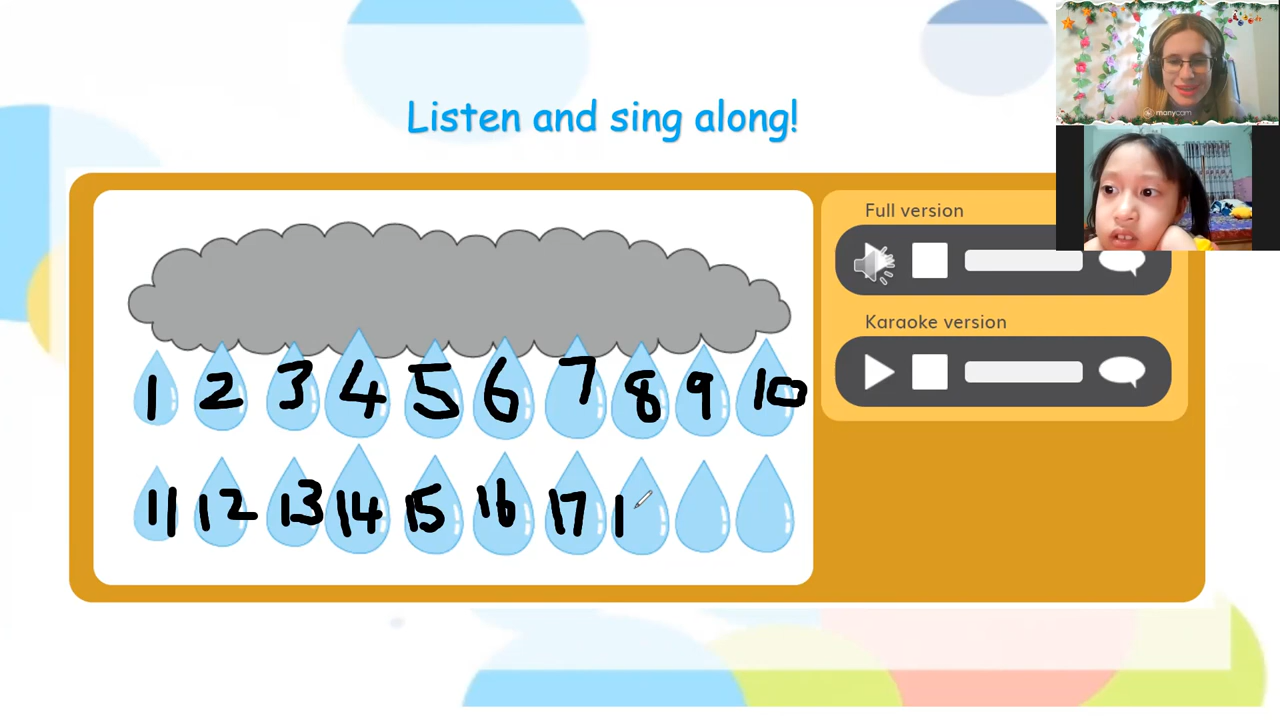 Listen and sing along!
manycam
Full version
Karaoke version
1 2 3 4 5 6 7 8 9 10
11 12 13 14 15 16 17 1